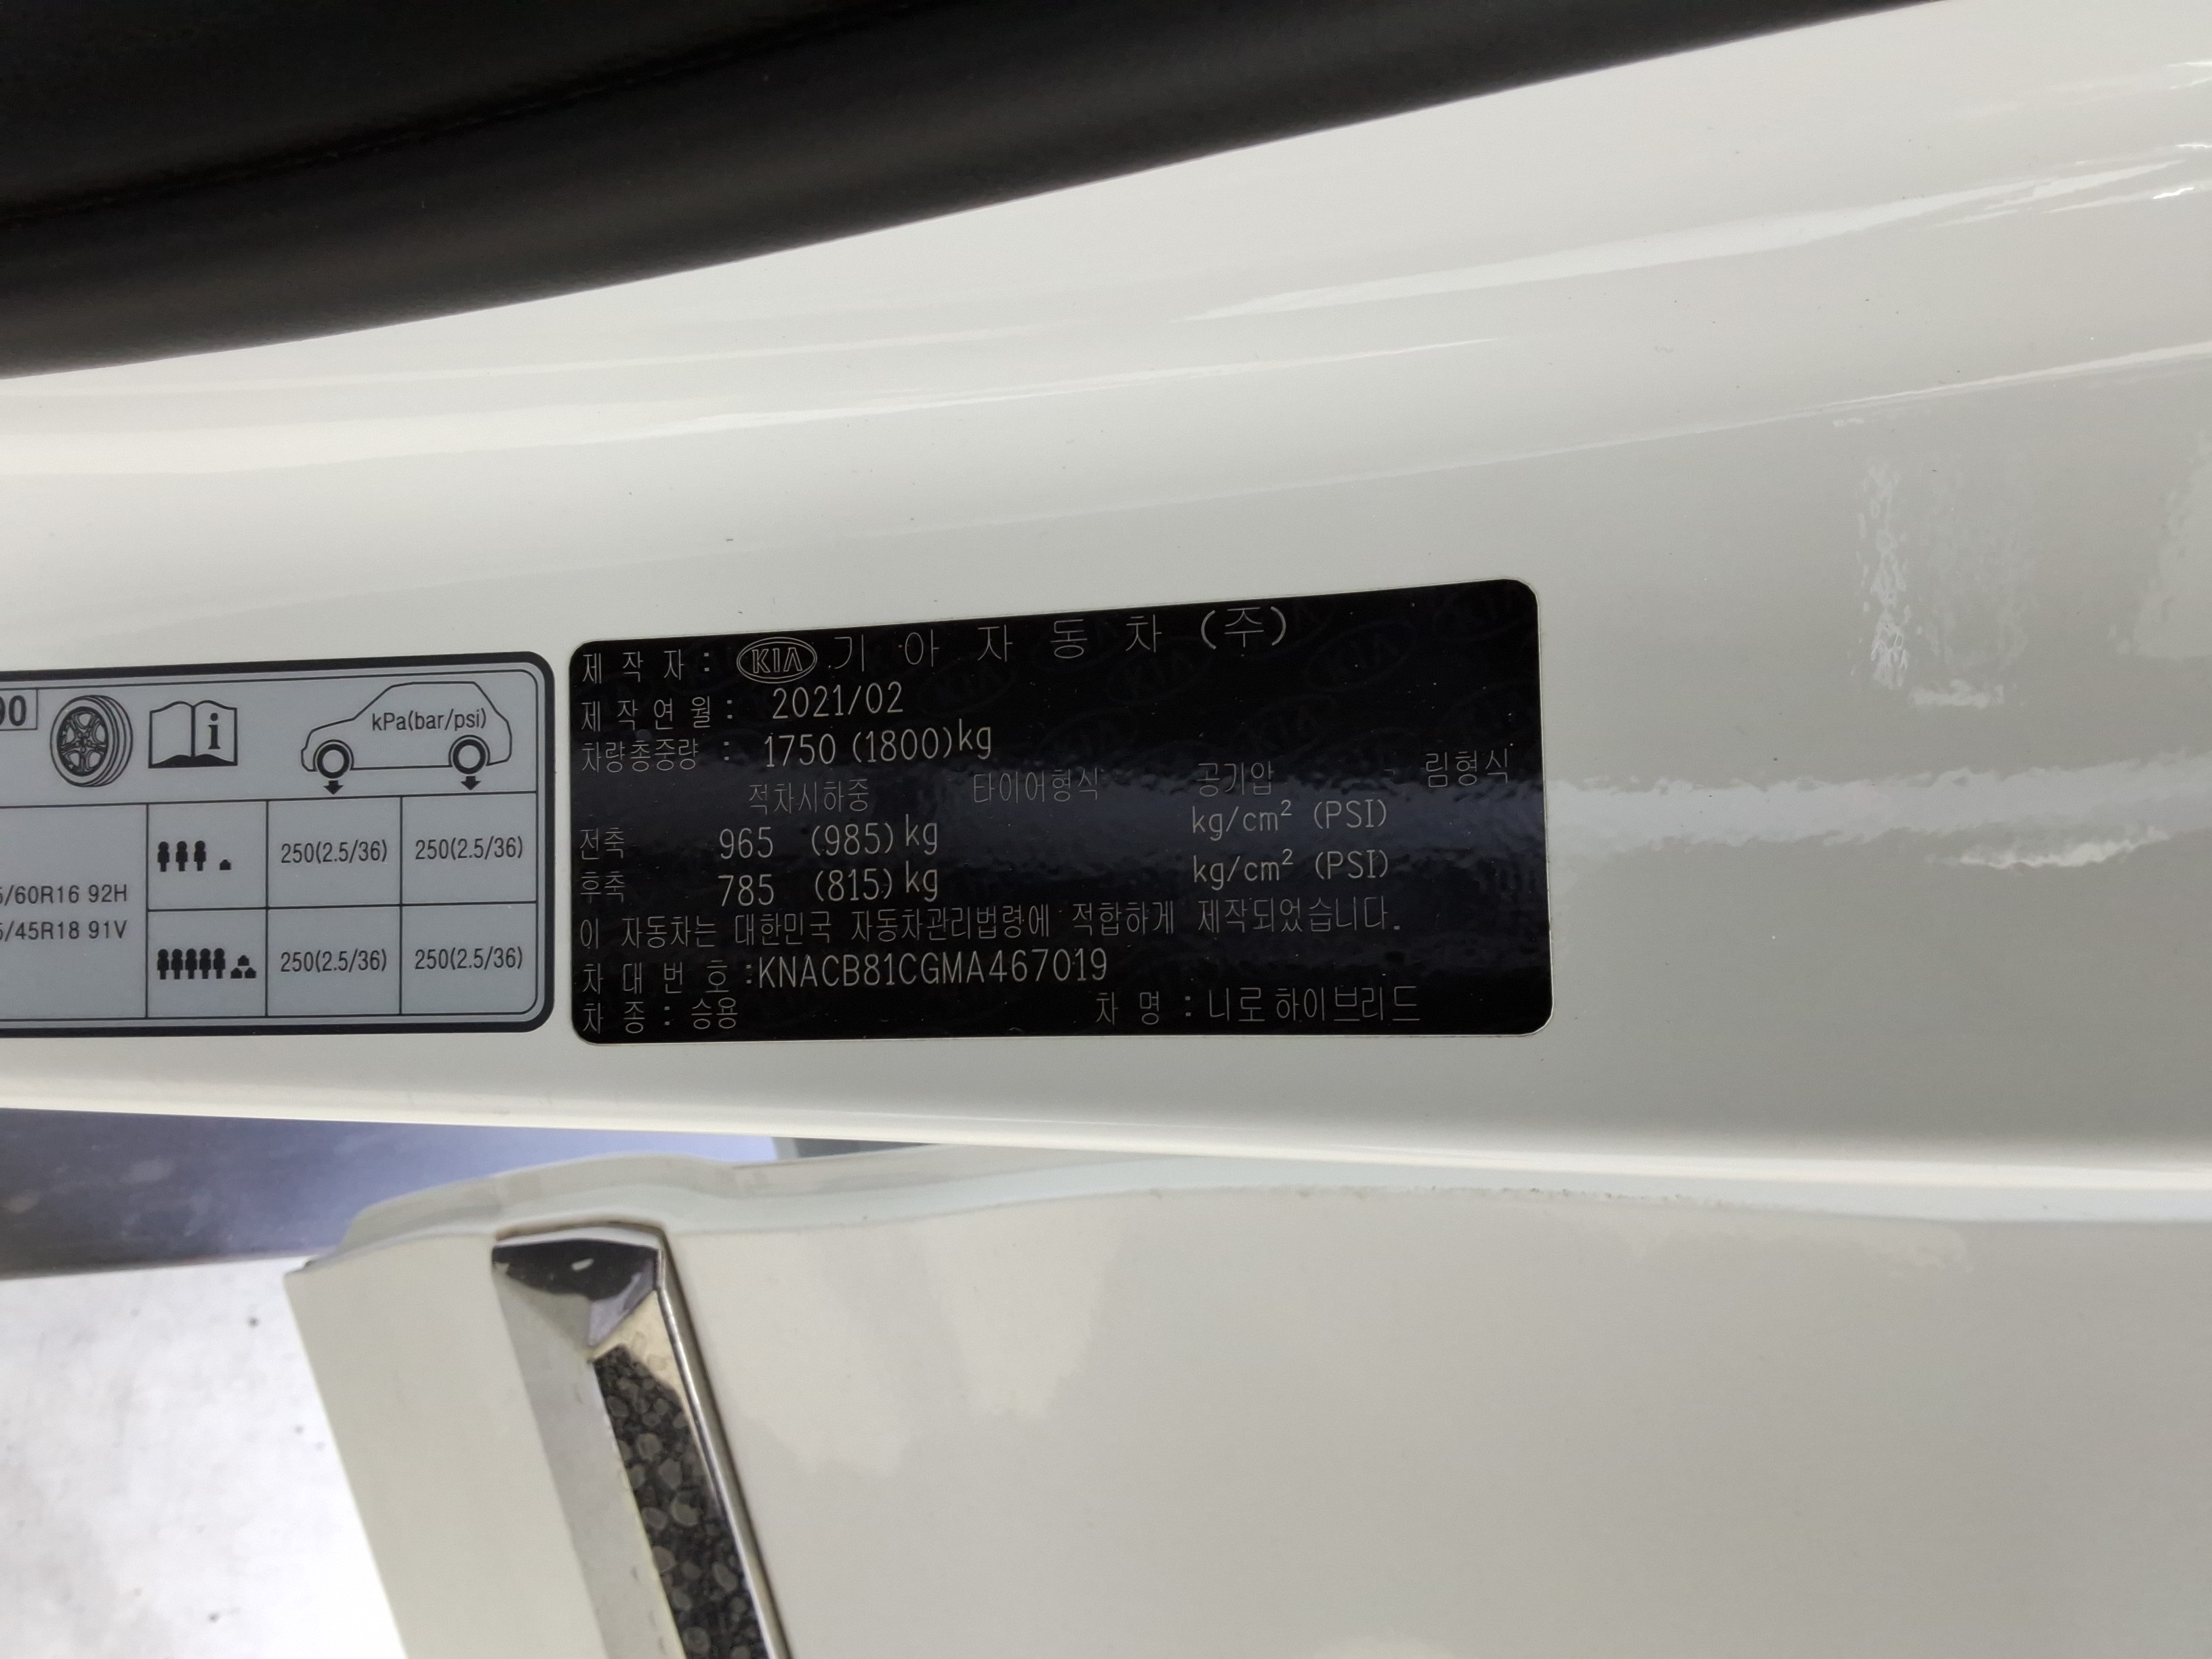 00
kPa(bar/psi)
250(2.5/36) 250(2.5/36)
5/60R16 92H
5/45R18 91V
250(2.5/36) 250(2.5/36)
제 작 자 : KIA 기 아 자 동 차 (주)
제 작 연 월 : 2021/02
차량총중량 : 1750 (1800)kg
적차시하중 타이어형식 공기압 - 림형식
전축 965 (985) kg kg/cm² (PSI)
후축 785 (815) kg kg/cm² (PSI)
이 자동차는 대한민국 자동차관리법령에 적합하게 제작되었습니다.
차 대 번 호 :KNACB81CGMA467019
차 종 : 승용 차 명 : 니로 하이브리드